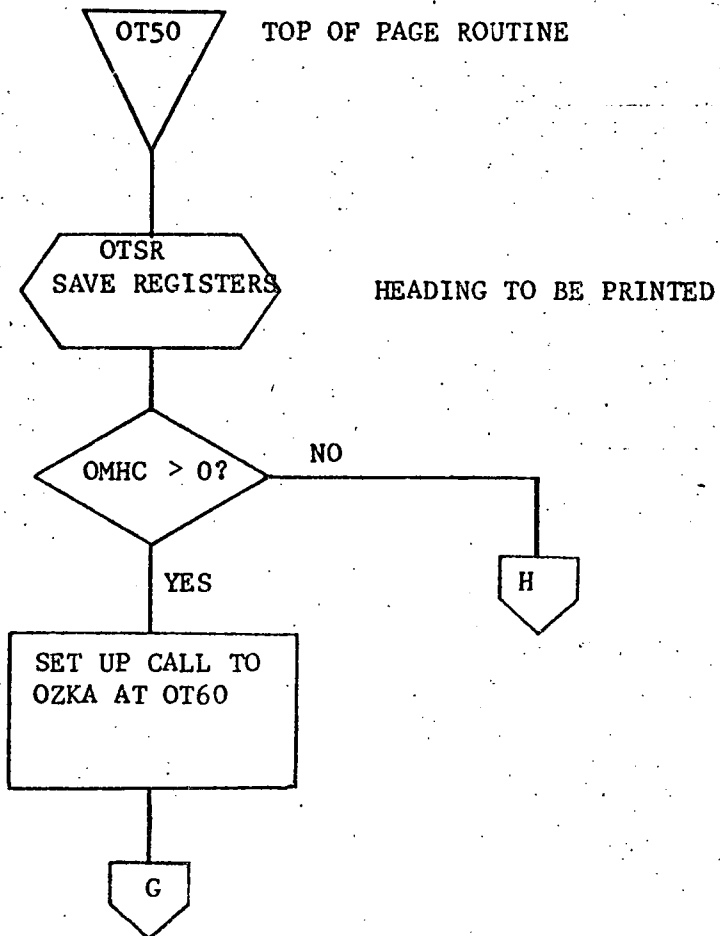 OT50 TOP OF PAGE ROUTINE
OTSR
SAVE REGISTERS
HEADING TO BE PRINTED
OMHC > 0?
NO
YES
H
SET UP CALL TO
OZKA AT OT60
G